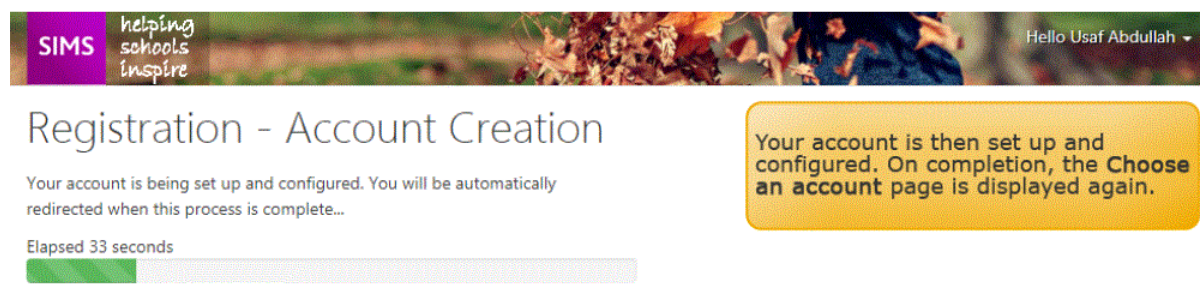 SIMS
helping
schools
inspire
Hello Usaf Abdullah
Registration - Account Creation
Your account is being set up and configured. You will be automatically
redirected when this process is complete...
Elapsed 33 seconds
Your account is then set up and
configured. On completion, the Choose
an account page is displayed again.